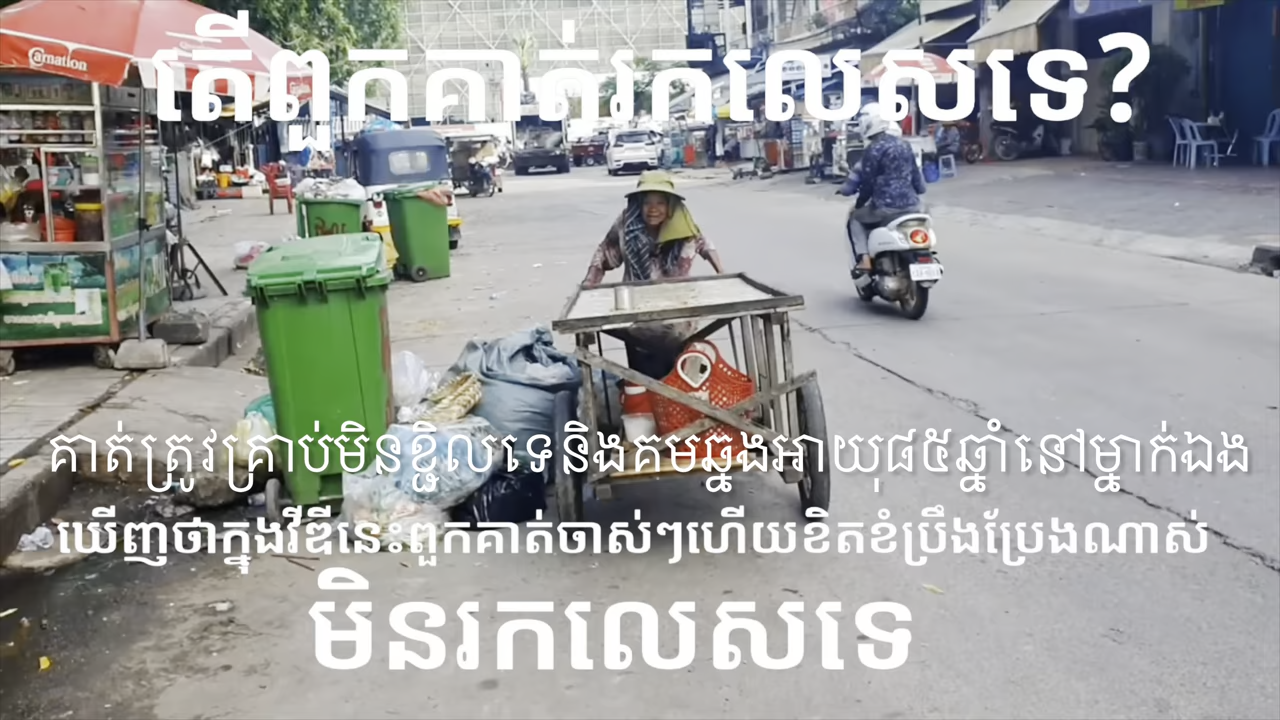 តើពួកគាត់រកលេសទេ?
Carnation
គាត់ត្រូវគ្រាប់មិនខ្ជិលទេនិងគមឆ្នងអាយុ៨៥ឆ្នាំនៅម្នាក់ឯង
ឃើញថាក្នុងវីឌីនេះពួកគាត់ចាស់ៗហើយខិតខំប្រឹងប្រែងណាស់
មិនរកលេសទេ